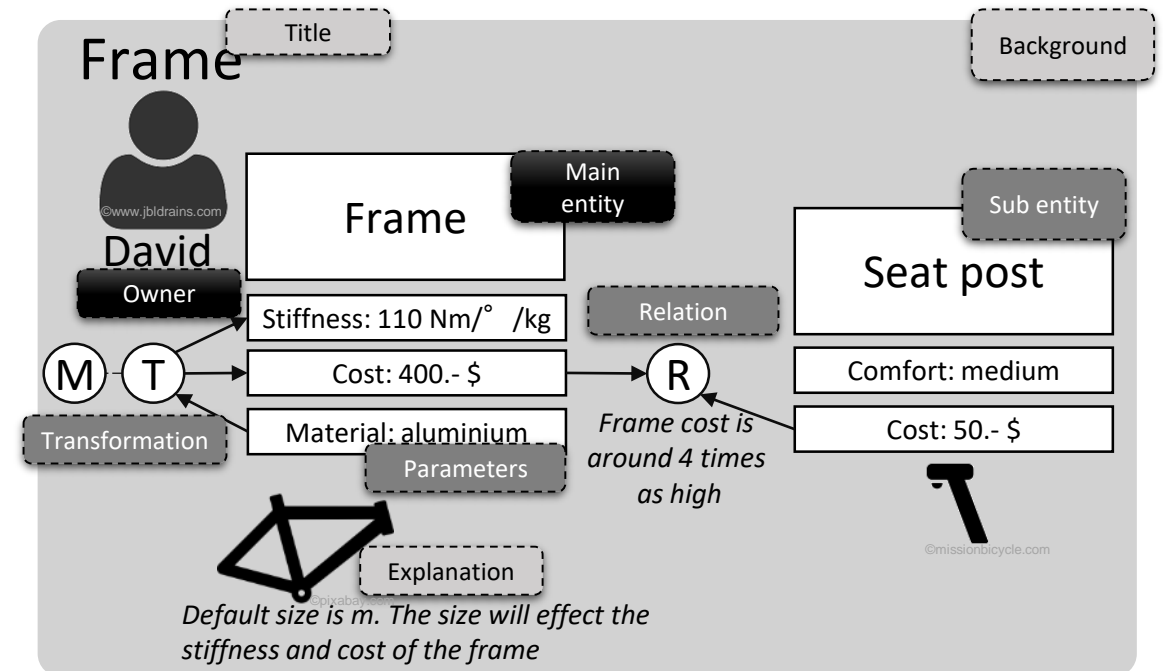 Title
Background
Frame
©www.jbldrains.com
David
Owner
Main
entity
Frame
Sub entity
Seat post
Stiffness: 110 Nm/° /kg
Relation
M
T
Cost: 400.- $
R
Comfort: medium
Transformation
Material: aluminium
Parameters
Frame cost is
around 4 times
as high
Cost: 50.- $
©missionbicycle.com
Explanation
Default size is m. The size will effect the
stiffness and cost of the frame